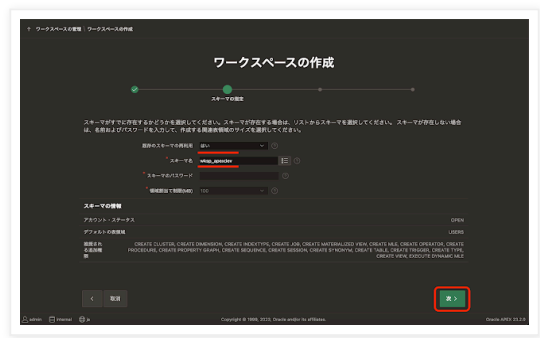 ワークスペースの管理 \ ワークスペースの作成
ワークスペースの作成
スキーマの指定
スキーマがすでに存在するかどうかを選択してください。スキーマが存在する場合は、リストからスキーマを選択してください。 スキーマが存在しない場合
は、名前およびパスワードを入力して、作成する関連表領域のサイズを選択してください。
既存のスキーマの再利用 はい
* スキーマ名 wksp_apexdev
* スキーマのパスワード
* 領域割当て制限(MB) 100
スキーマの情報
アカウント・ステータス OPEN
デフォルトの表領域 USERS
CREATE CLUSTER, CREATE DIMENSION, CREATE INDEXTYPE, CREATE JOB, CREATE MATERIALIZED VIEW, CREATE MLE, CREATE OPERATOR, CREATE
る追加権 PROCEDURE, CREATE PROPERTY GRAPH, CREATE SEQUENCE, CREATE SESSION, CREATE SYNONYM, CREATE TABLE, CREATE TRIGGER, CREATE TYPE,
限 CREATE VIEW, EXECUTE DYNAMIC MLE
取消 次
admin internal ja Copyright © 1999, 2023, Oracle and/or its affiliates. Oracle APEX 23.2.0